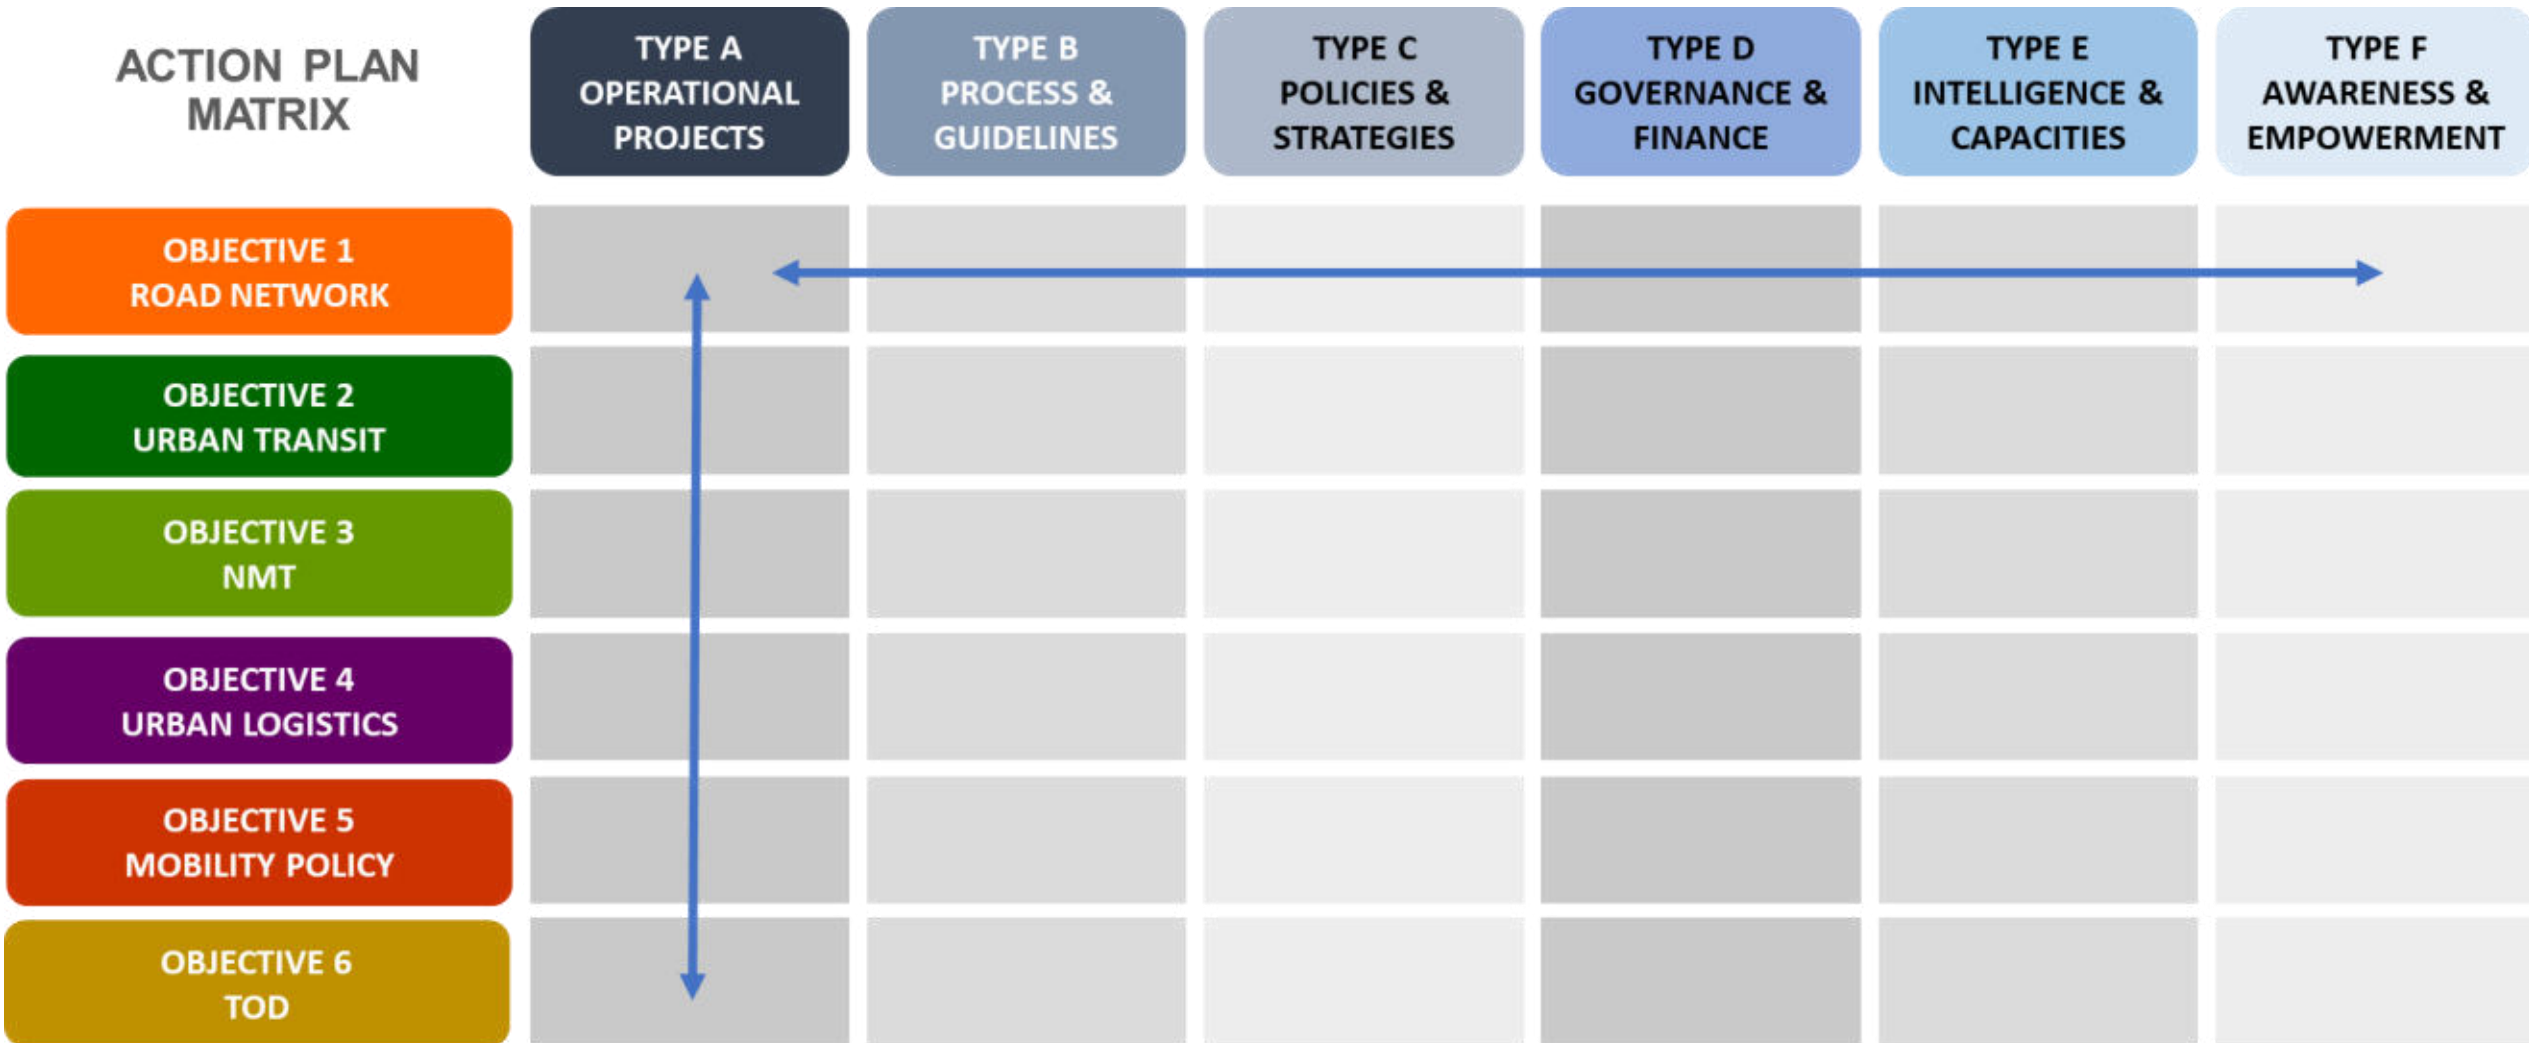 ACTION PLAN
MATRIX
TYPE A
OPERATIONAL
PROJECTS
TYPE B
PROCESS &
GUIDELINES
TYPE C
POLICIES &
STRATEGIES
TYPE D
GOVERNANCE &
FINANCE
TYPE E
INTELLIGENCE &
CAPACITIES
TYPE F
AWARENESS &
EMPOWERMENT
OBJECTIVE 1
ROAD NETWORK
OBJECTIVE 2
URBAN TRANSIT
OBJECTIVE 3
NMT
OBJECTIVE 4
URBAN LOGISTICS
OBJECTIVE 5
MOBILITY POLICY
OBJECTIVE 6
TOD